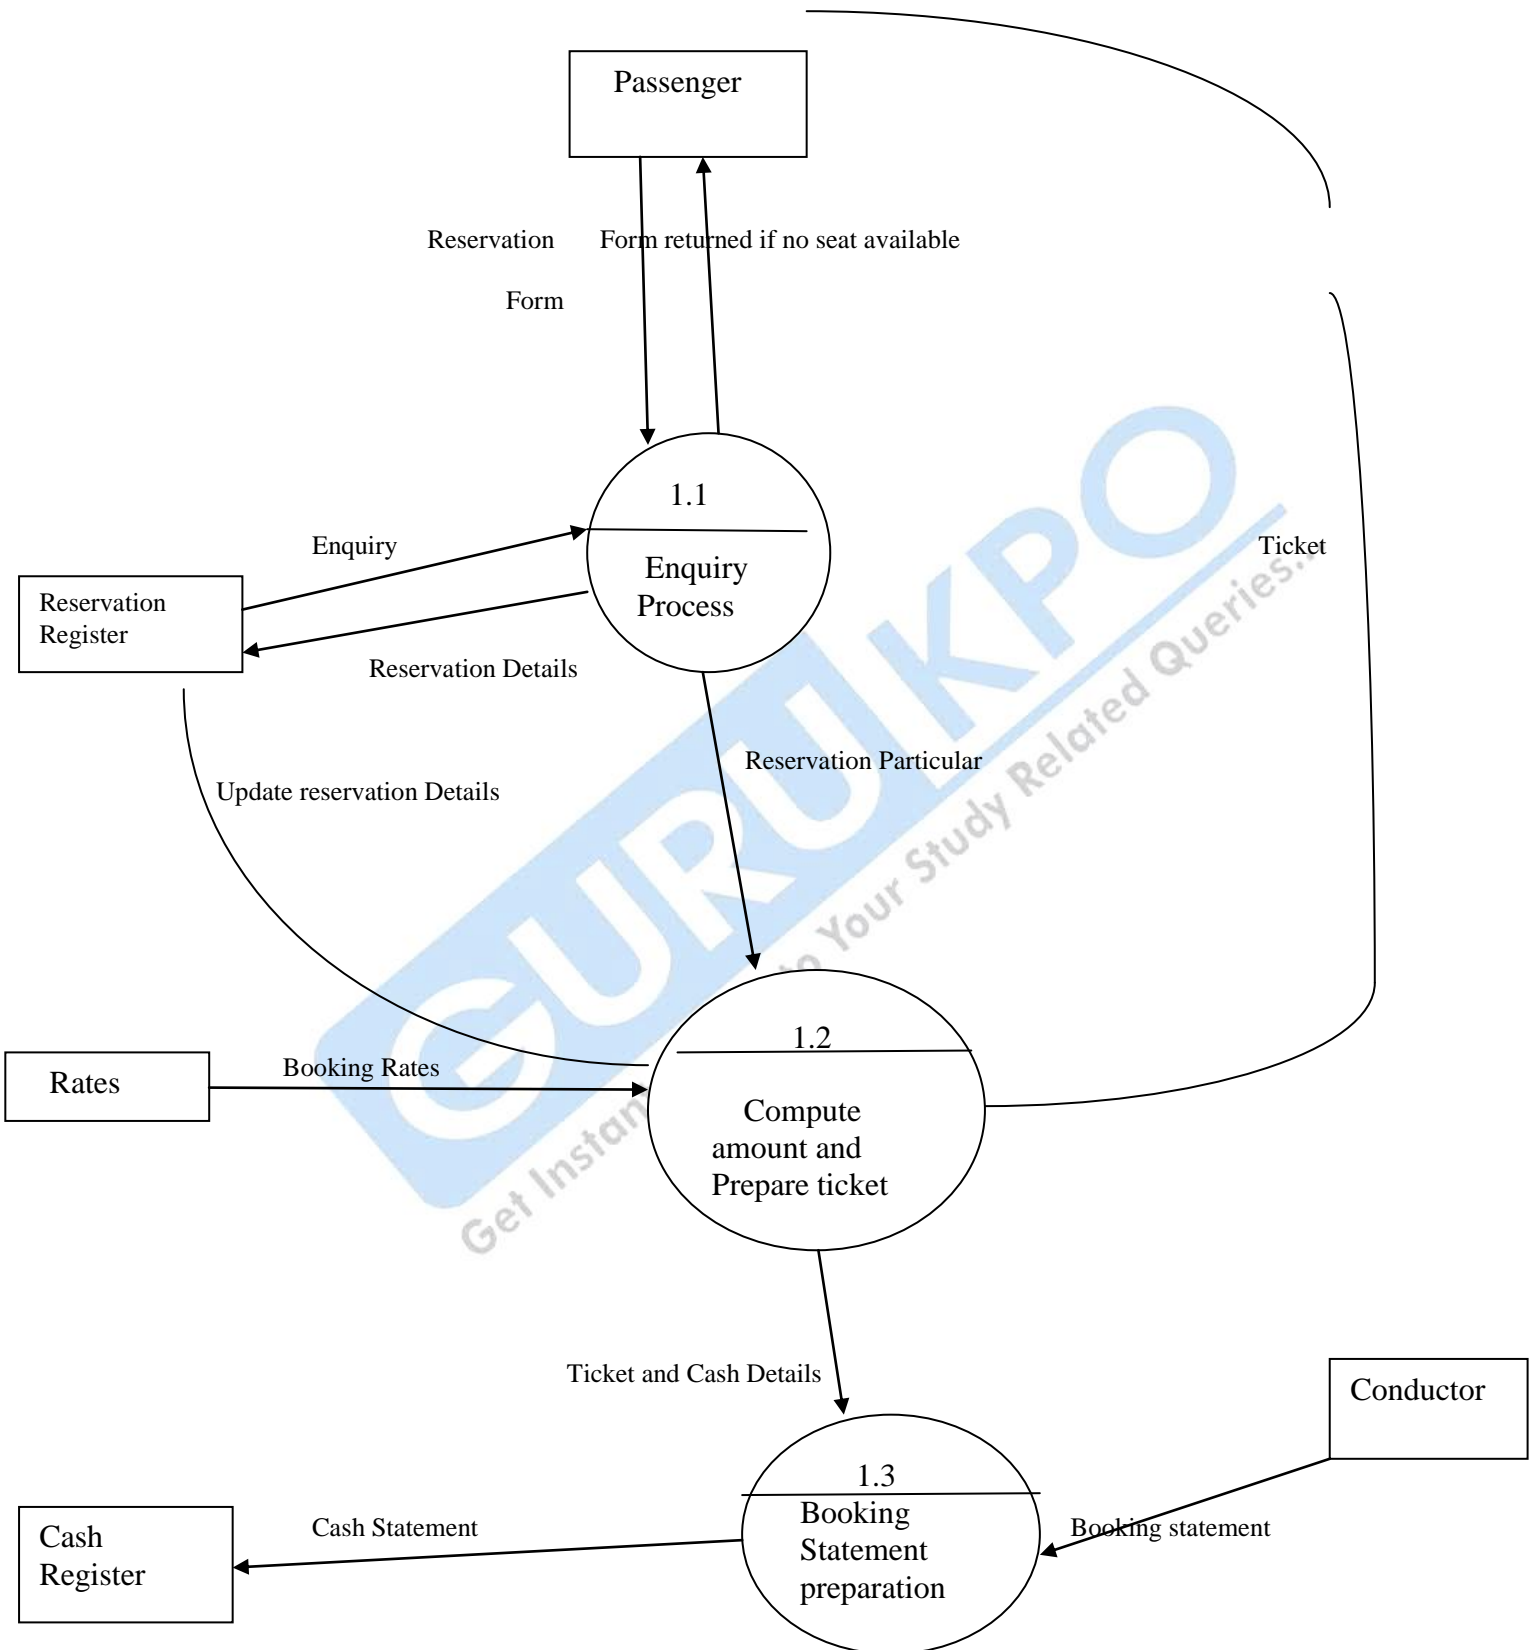 Passenger
Reservation
Form returned if no seat available
Form
1.1
Enquiry
Process
Enquiry
Ticket
Reservation
Register
Reservation Details
Reservation Particular
Update reservation Details
1.2
Compute
amount and
Prepare ticket
Rates
Booking Rates
Ticket and Cash Details
Conductor
1.3
Booking
Statement
preparation
Cash Statement
Booking statement
Cash
Register
GURUKPO
Get Instan to Your Study Related Queries..